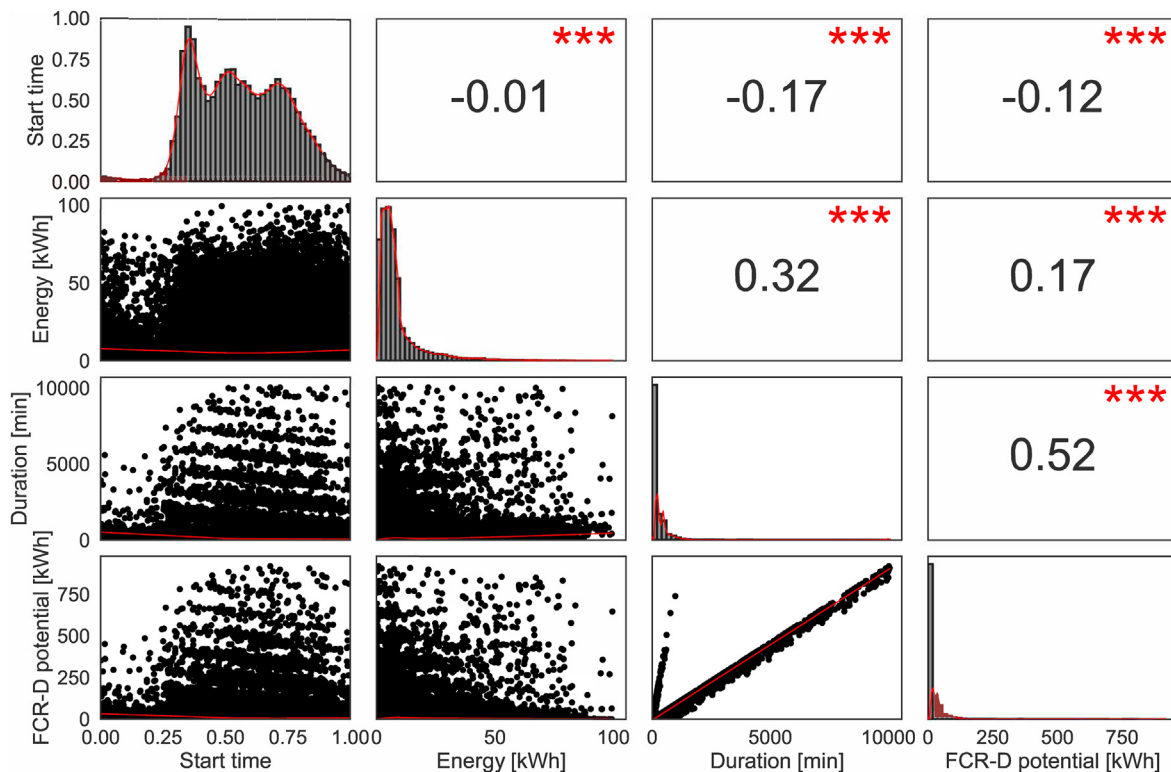 1.00
0.75
0.50
0.25
0.00
Start time
***
-0.01
***
-0.17
***
-0.12
100
50
0
Energy [kWh]
***
0.32
***
0.17
10000
5000
0
Duration [min]
***
0.52
750
500
250
0
FCR-D potential [kWh]
0.00 0.25 0.50 0.75 1.00
0 50 100
0 5000 10000
0 250 500 750
Start time
Energy [kWh]
Duration [min]
FCR-D potential [kWh]